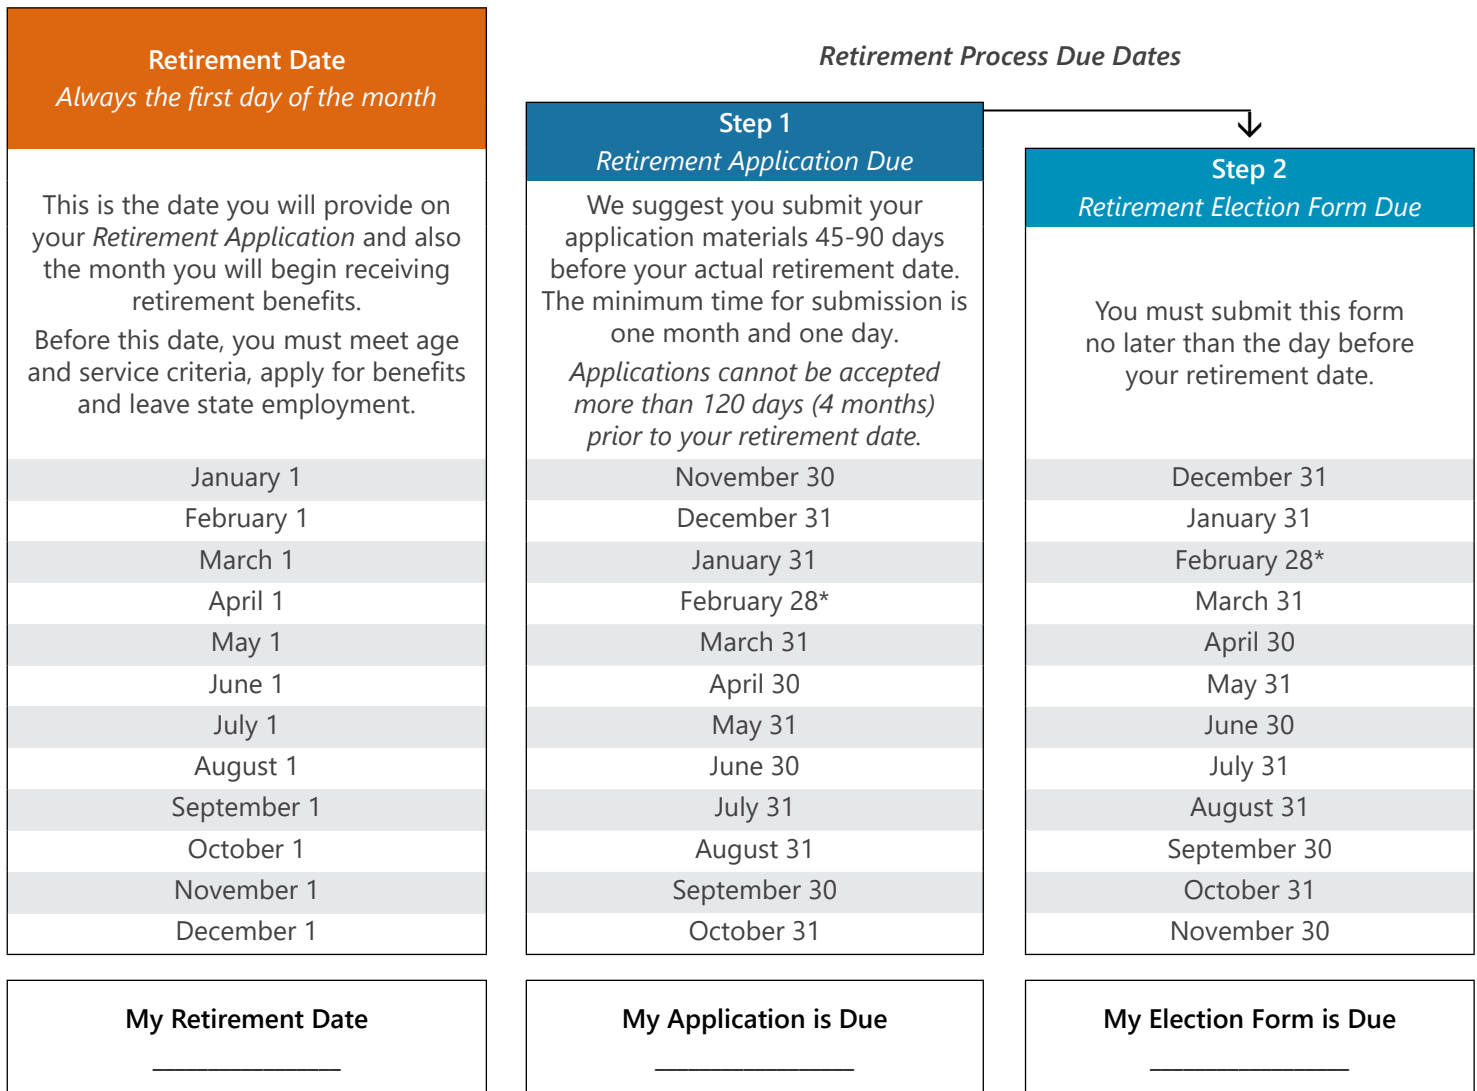 Retirement Date
Always the first day of the month
This is the date you will provide on
your Retirement Application and also
the month you will begin receiving
retirement benefits.
Before this date, you must meet age
and service criteria, apply for benefits
and leave state employment.
Retirement Process Due Dates
Step 1
Retirement Application Due
We suggest you submit your
application materials 45-90 days
before your actual retirement date.
The minimum time for submission is
one month and one day.
Applications cannot be accepted
more than 120 days (4 months)
prior to your retirement date.
Step 2
Retirement Election Form Due
You must submit this form
no later than the day before
your retirement date.
January 1 November 30 December 31
February 1 December 31 January 31
March 1 January 31 February 28*
April 1 February 28* March 31
May 1 March 31 April 30
June 1 April 30 May 31
July 1 May 31 June 30
August 1 June 30 July 31
September 1 July 31 August 31
October 1 August 31 September 30
November 1 September 30 October 31
December 1 October 31 November 30
My Retirement Date
My Application is Due
My Election Form is Due